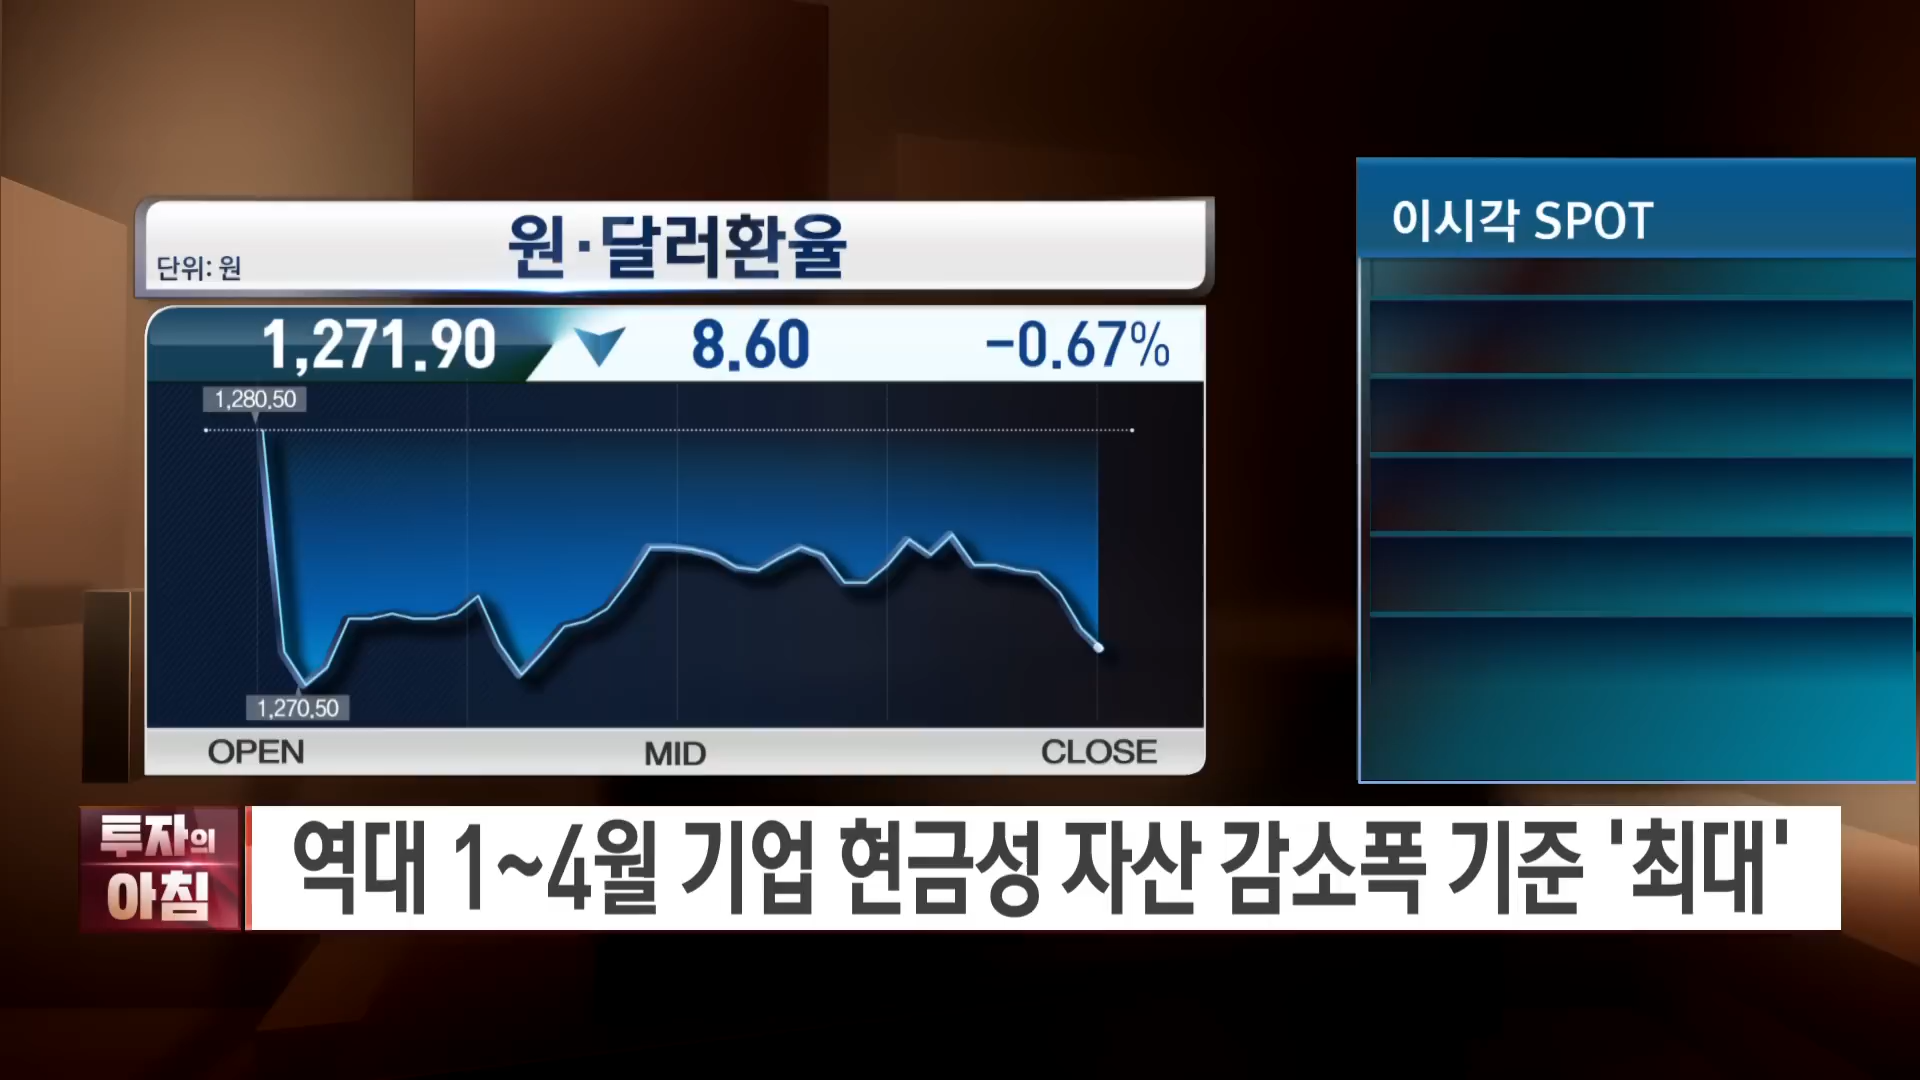 원·달러환율
단위: 원
1,271.90 ▼ 8.60 -0.67%
1,280.50
1,270.50
OPEN MID CLOSE
이시각 SPOT
투자의
아침
역대 1~4월 기업 현금성 자산 감소폭 기준 '최대'